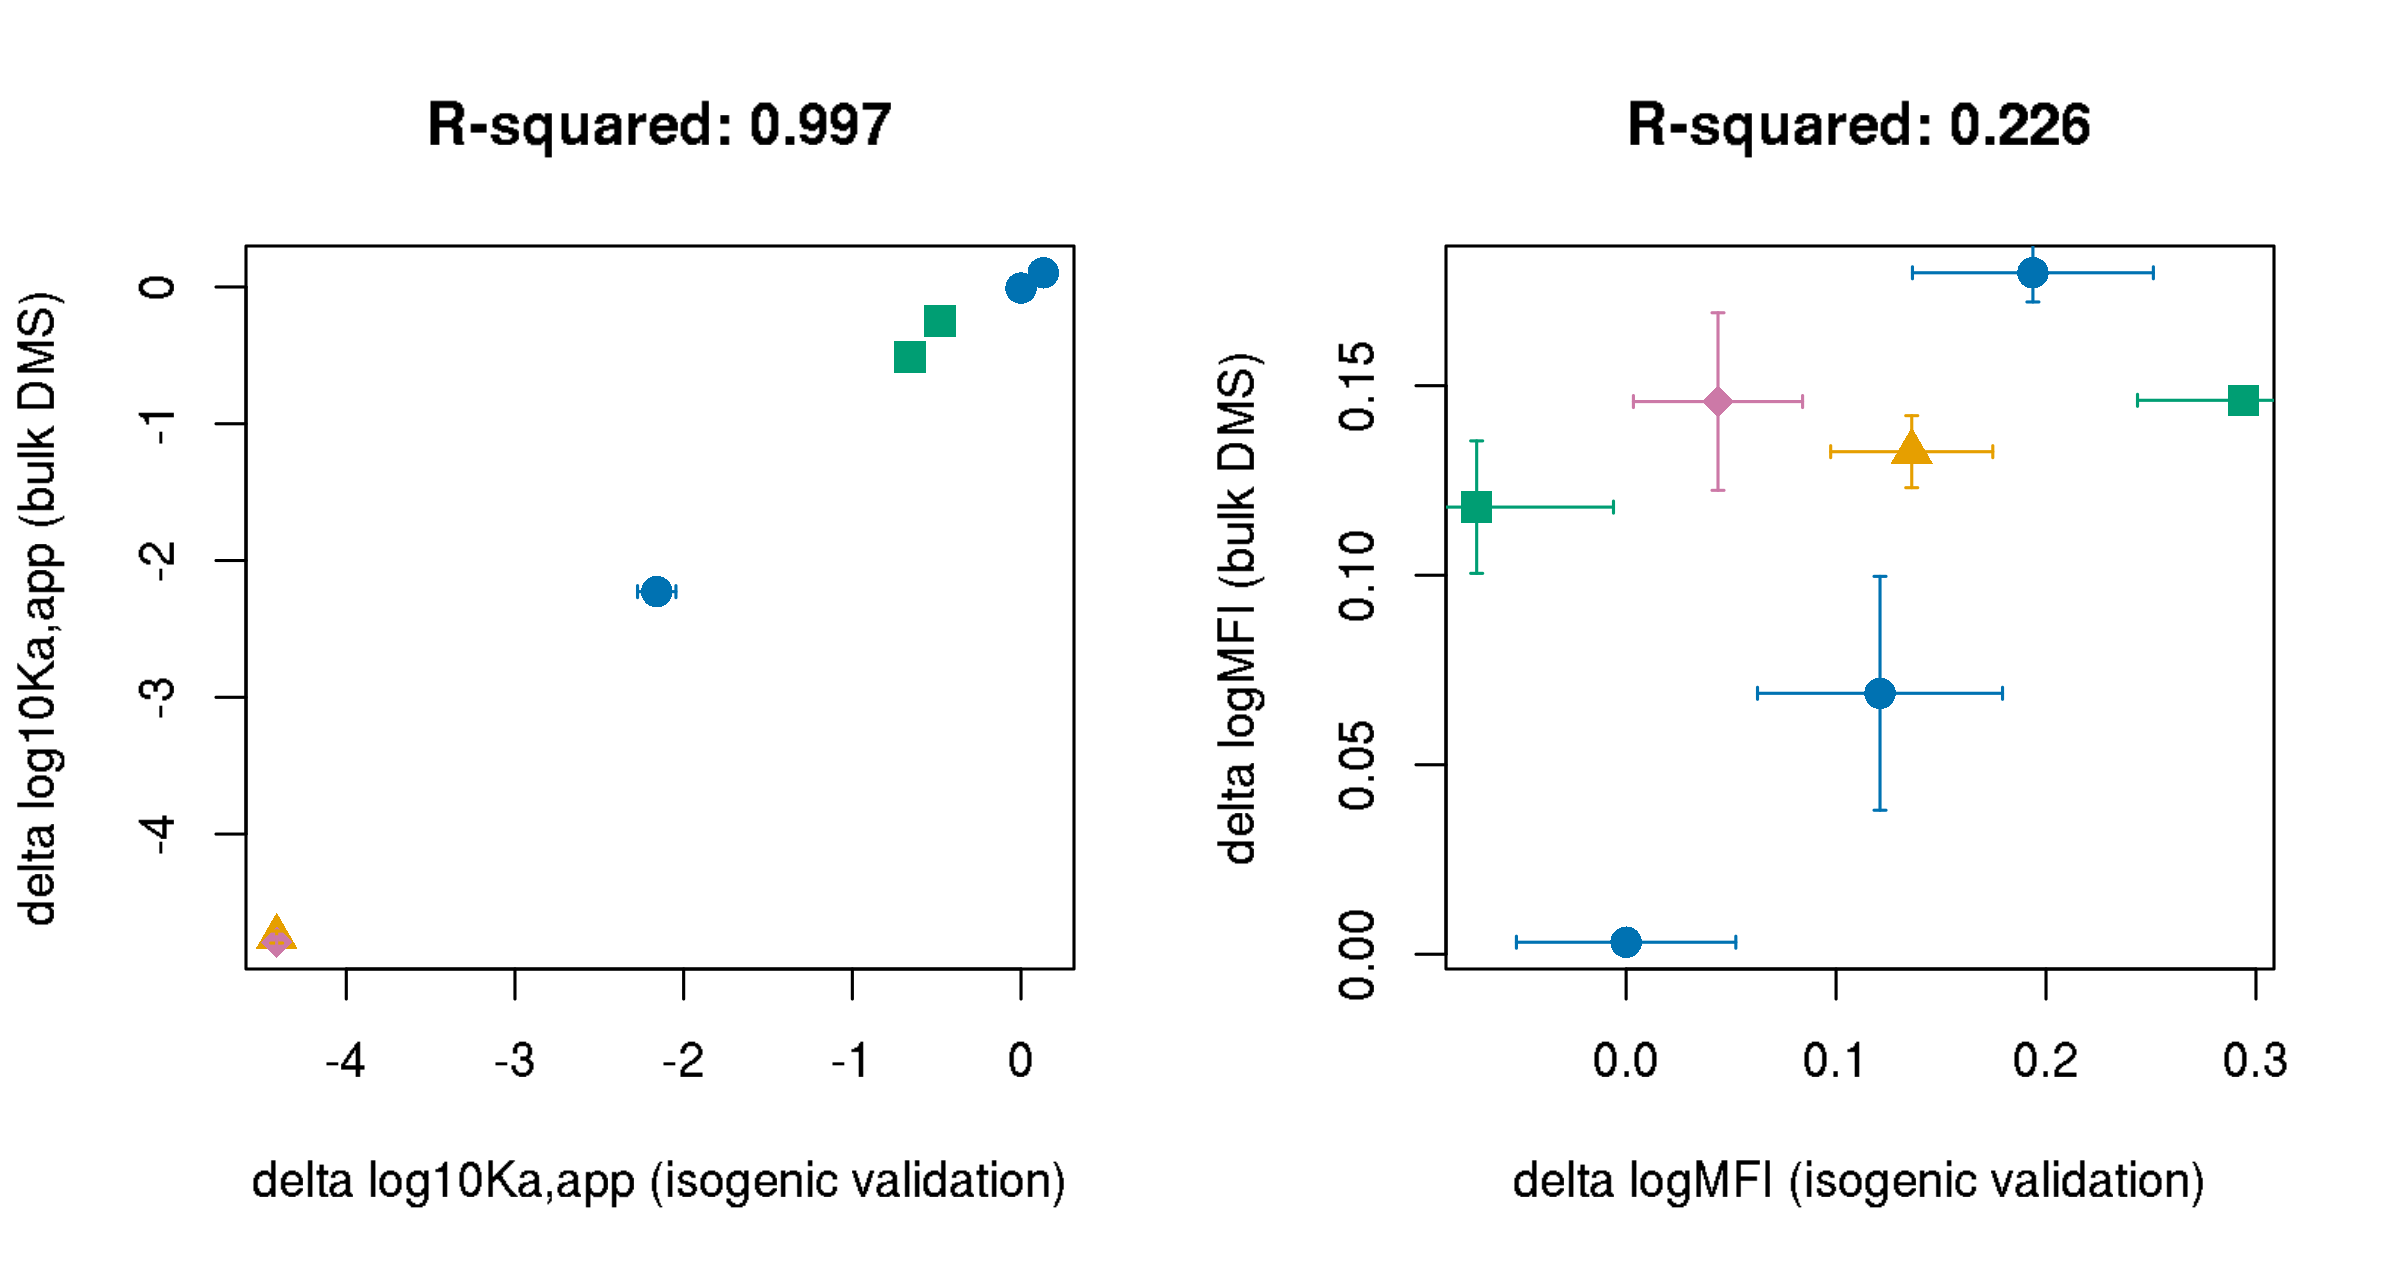 R-squared: 0.997
delta log10Ka,app (bulk DMS)
0
-1
-2
-3
-4
-4 -3 -2 -1 0
delta log10Ka,app (isogenic validation)
R-squared: 0.226
delta logMFI (bulk DMS)
0.15
0.10
0.05
0.00
0.0 0.1 0.2 0.3
delta logMFI (isogenic validation)